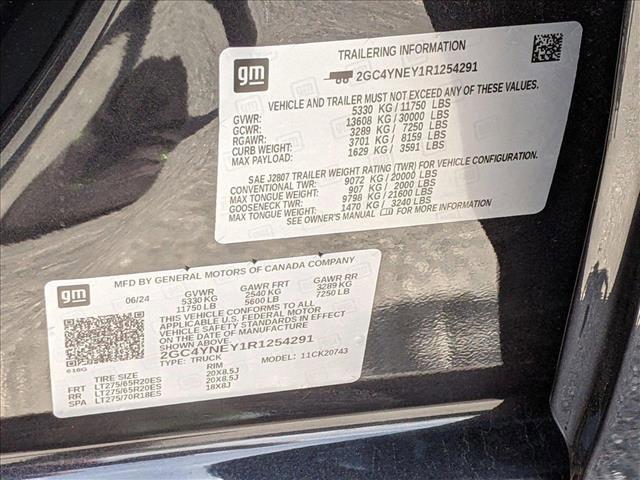 gm
TRAILERING INFORMATION
2GC4YNEY1R1254291
VEHICLE AND TRAILER MUST NOT EXCEED ANY OF THESE VALUES.
GVWR: 5330 KG / 11750 LBS
GCWR: 13608 KG / 30000 LBS
RGAWR: 3289 KG / 7250 LBS
CURB WEIGHT: 3701 KG / 8159 LBS
MAX PAYLOAD: 1629 KG / 3591 LBS
SAE J2807 TRAILER WEIGHT RATING (TWR) FOR VEHICLE CONFIGURATION.
CONVENTIONAL TWR: 9072 KG / 20000 LBS
MAX TONGUE WEIGHT: 907 KG / 2000 LBS
GOOSENECK TWR: 9798 KG / 21600 LBS
MAX TONGUE WEIGHT: 1470 KG / 3240 LBS
SEE OWNER'S MANUAL FOR MORE INFORMATION
gm
MFD BY GENERAL MOTORS OF CANADA COMPANY
06/24 GVWR GAWR FRT GAWR RR
5330 KG 2540 KG 3289 KG
11750 LB 5600 LB 7250 LB
THIS VEHICLE CONFORMS TO ALL
APPLICABLE U.S. FEDERAL MOTOR
VEHICLE SAFETY STANDARDS IN EFFECT
ON THE DATE OF MANUFACTURE
SHOWN ABOVE
2GC4YNEY1R1254291
TYPE: TRUCK MODEL: 11CK20743
TIRE SIZE RIM
FRT LT275/65R20ES 20X8.5J
RR LT275/65R20ES 20X8.5J
SPA LT275/70R18ES 18X8J